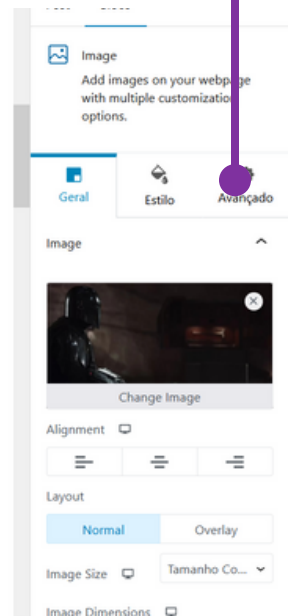 Image
Add images on your webpage
with multiple customization
options.
Geral
Estilo
Avançado
Image
Change Image
Alignment
Layout
Normal
Overlay
Image Size
Tamanho Co...
Image Dimensions